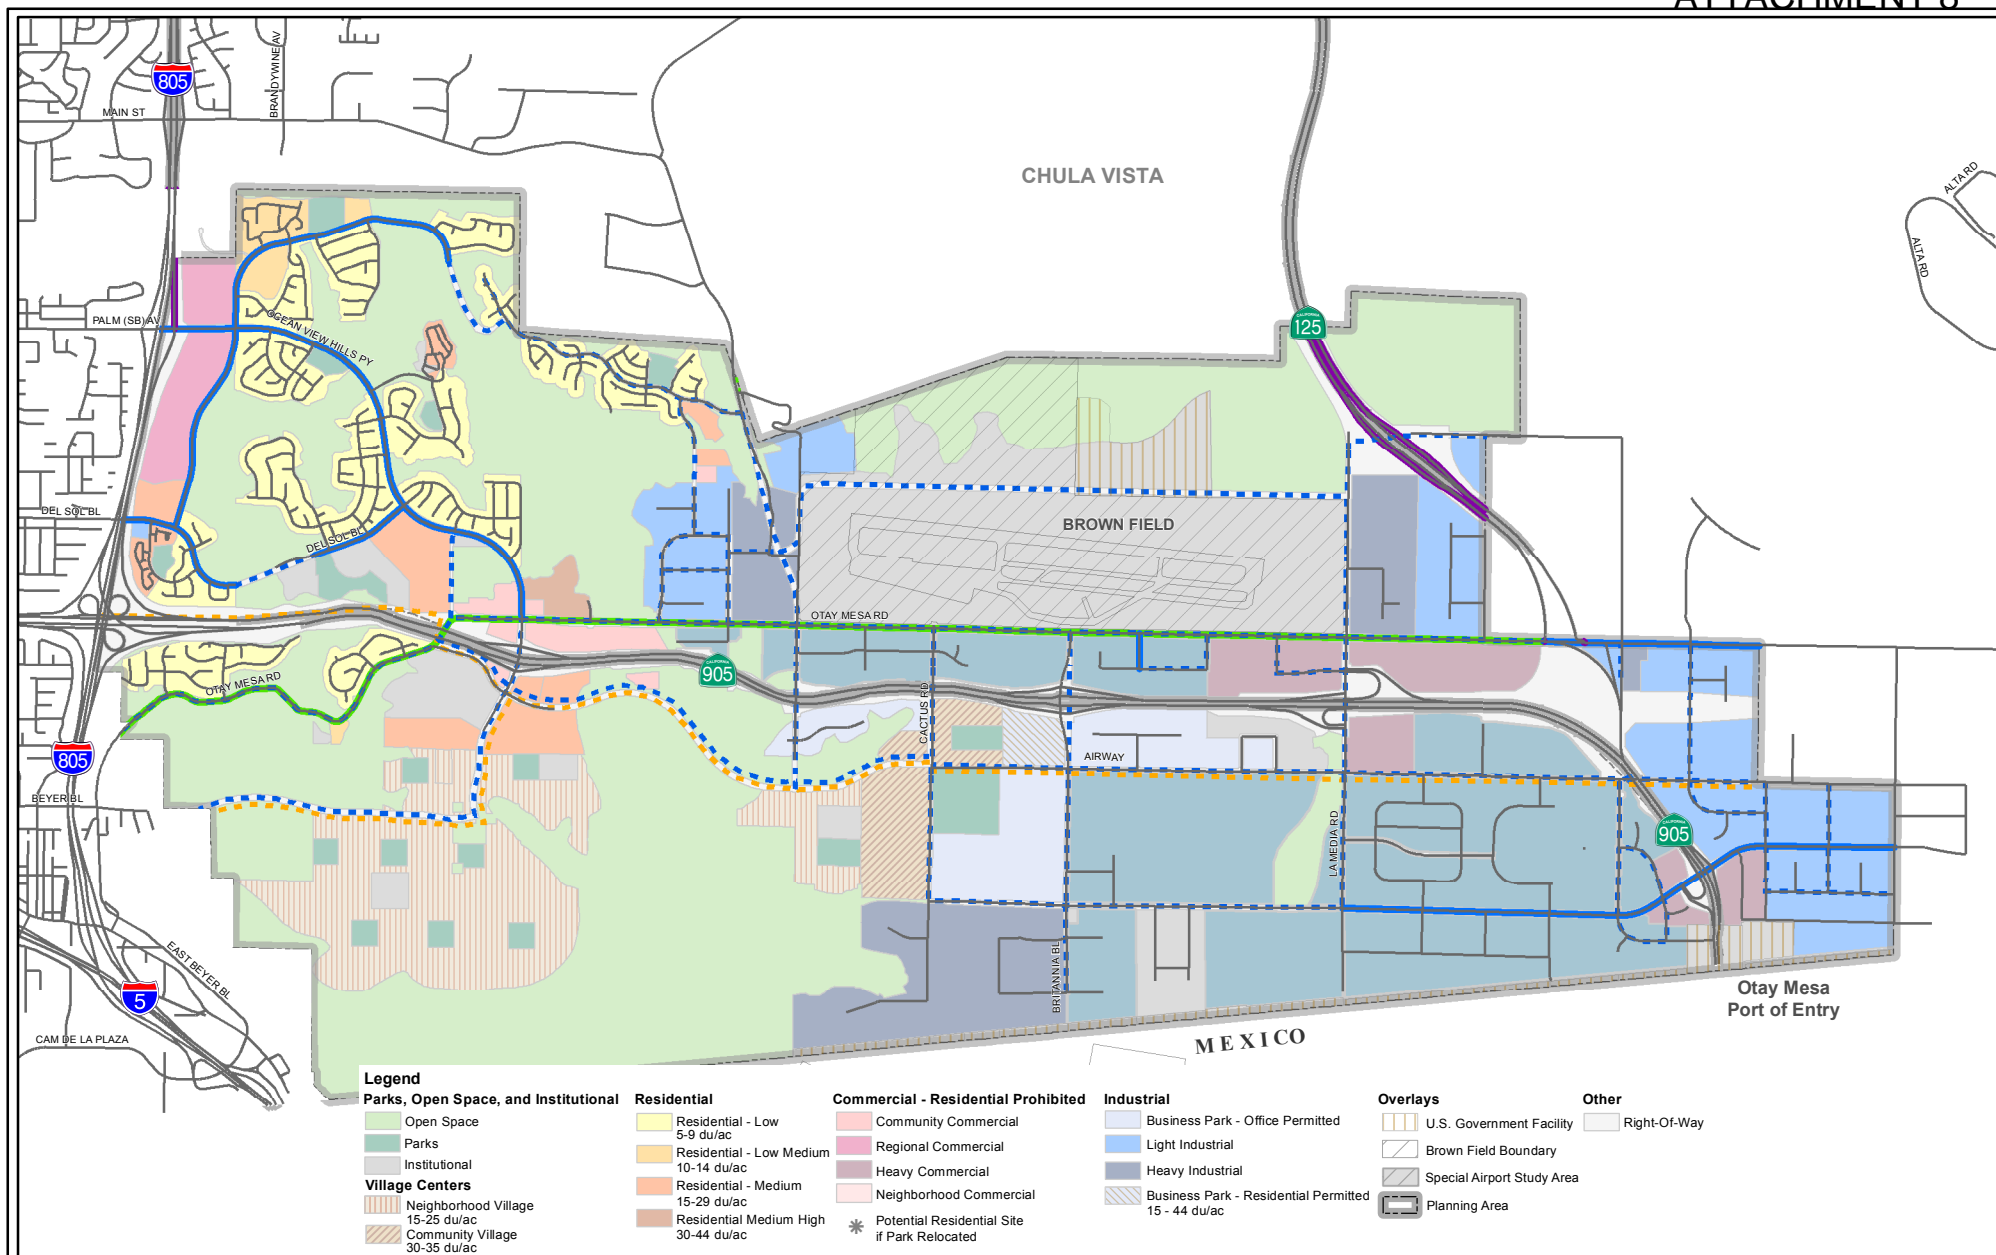 ATTACHMENT 8
805
BRANDYWINE AV
MAIN ST
CHULA VISTA
ALTA RD
ALTA RD
PALM (SB) AV
OCEAN VIEW HILLS PY
CALIFORNIA
125
DEL SOL BL
DEL SOL BL
BROWN FIELD
OTAY MESA RD
OTAY MESA RD
CALIFORNIA
905
CACTUS RD
805
AIRWAY
BEYER BL
LA MEDIA RD
CALIFORNIA
905
EAST BEYER BL
BRITANNIA BL
5
Otay Mesa
Port of Entry
CAM DE LA PLAZA
MEXICO
Legend
Parks, Open Space, and Institutional
Open Space
Parks
Institutional
Village Centers
Neighborhood Village
15-25 du/ac
Community Village
30-35 du/ac
Residential
Residential - Low
5-9 du/ac
Residential - Low Medium
10-14 du/ac
Residential - Medium
15-29 du/ac
Residential Medium High
30-44 du/ac
Commercial - Residential Prohibited
Community Commercial
Regional Commercial
Heavy Commercial
Neighborhood Commercial
Potential Residential Site
if Park Relocated
Industrial
Business Park - Office Permitted
Light Industrial
Heavy Industrial
Business Park - Residential Permitted
15 - 44 du/ac
Overlays
U.S. Government Facility
Brown Field Boundary
Special Airport Study Area
Planning Area
Other
Right-Of-Way